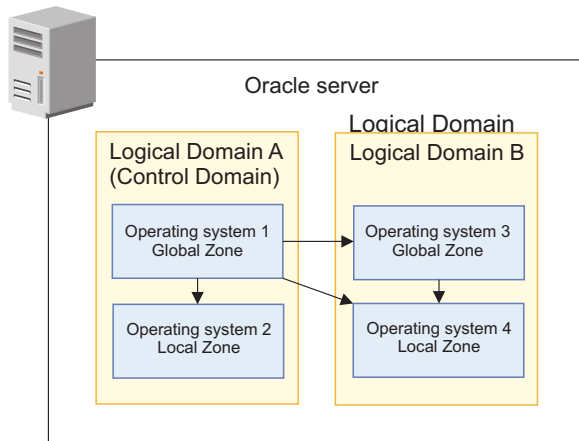 Oracle server
Logical Domain
Logical Domain A
(Control Domain)
Logical Domain B
Operating system 1
Global Zone
Operating system 3
Global Zone
Operating system 2
Local Zone
Operating system 4
Local Zone